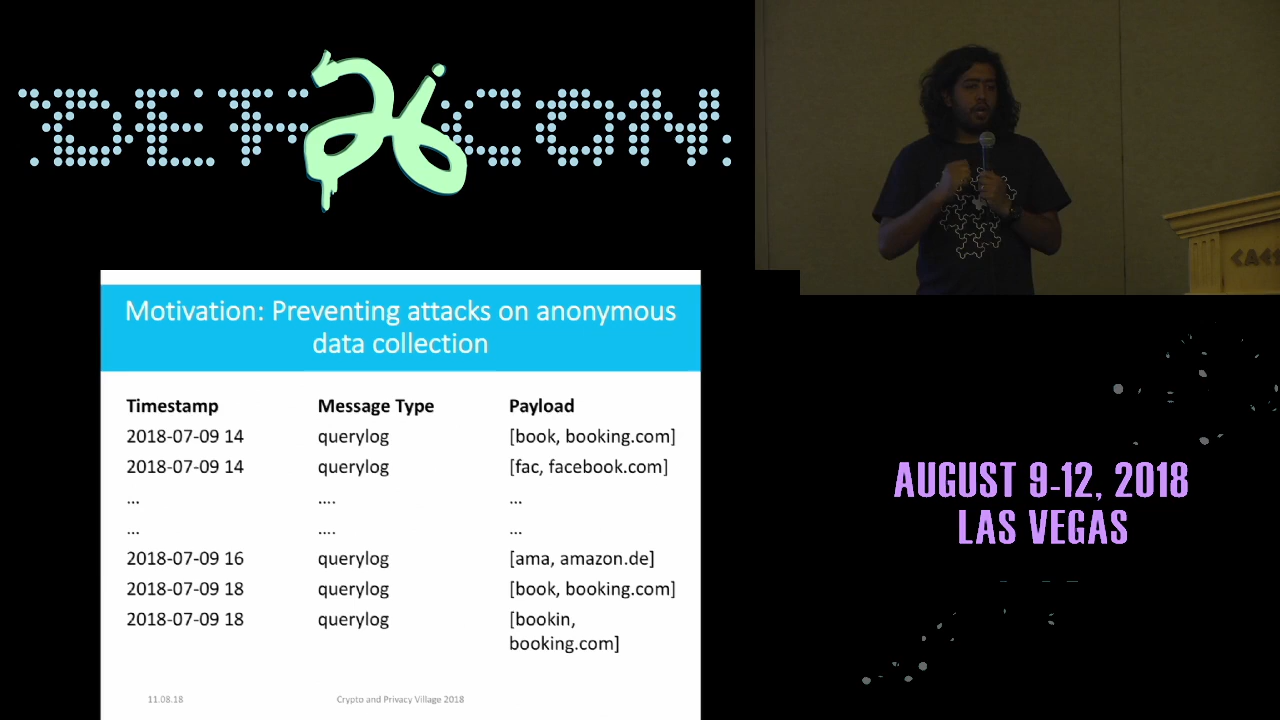 DEF 26 CON
Motivation: Preventing attacks on anonymous
data collection
Timestamp Message Type Payload
2018-07-09 14 querylog [book, booking.com]
2018-07-09 14 querylog [fac, facebook.com]
... .... ...
... .... ...
2018-07-09 16 querylog [ama, amazon.de]
2018-07-09 18 querylog [book, booking.com]
2018-07-09 18 querylog [bookin,
booking.com]
11.08.18 Crypto and Privacy Village 2018
AUGUST 9-12, 2018
LAS VEGAS